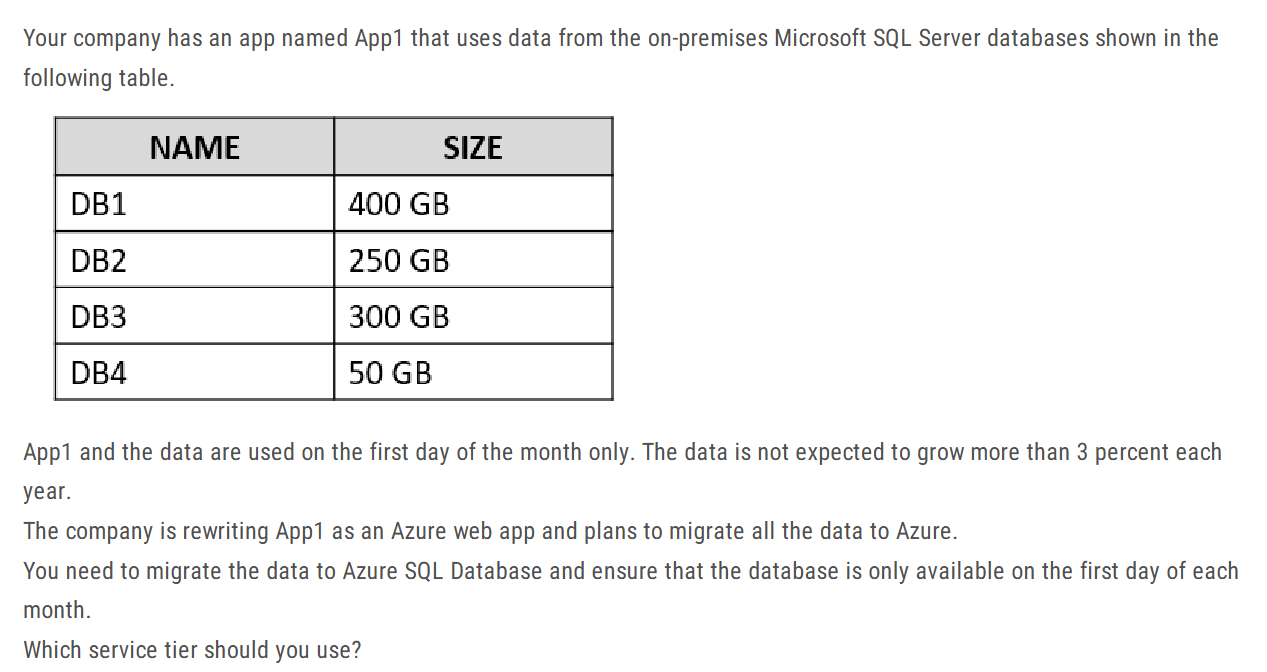 Your company has an app named App1 that uses data from the on-premises Microsoft SQL Server databases shown in the
following table.
NAME SIZE
DB1 400 GB
DB2 250 GB
DB3 300 GB
DB4 50 GB
App1 and the data are used on the first day of the month only. The data is not expected to grow more than 3 percent each
year.
The company is rewriting App1 as an Azure web app and plans to migrate all the data to Azure.
You need to migrate the data to Azure SQL Database and ensure that the database is only available on the first day of each
month.
Which service tier should you use?